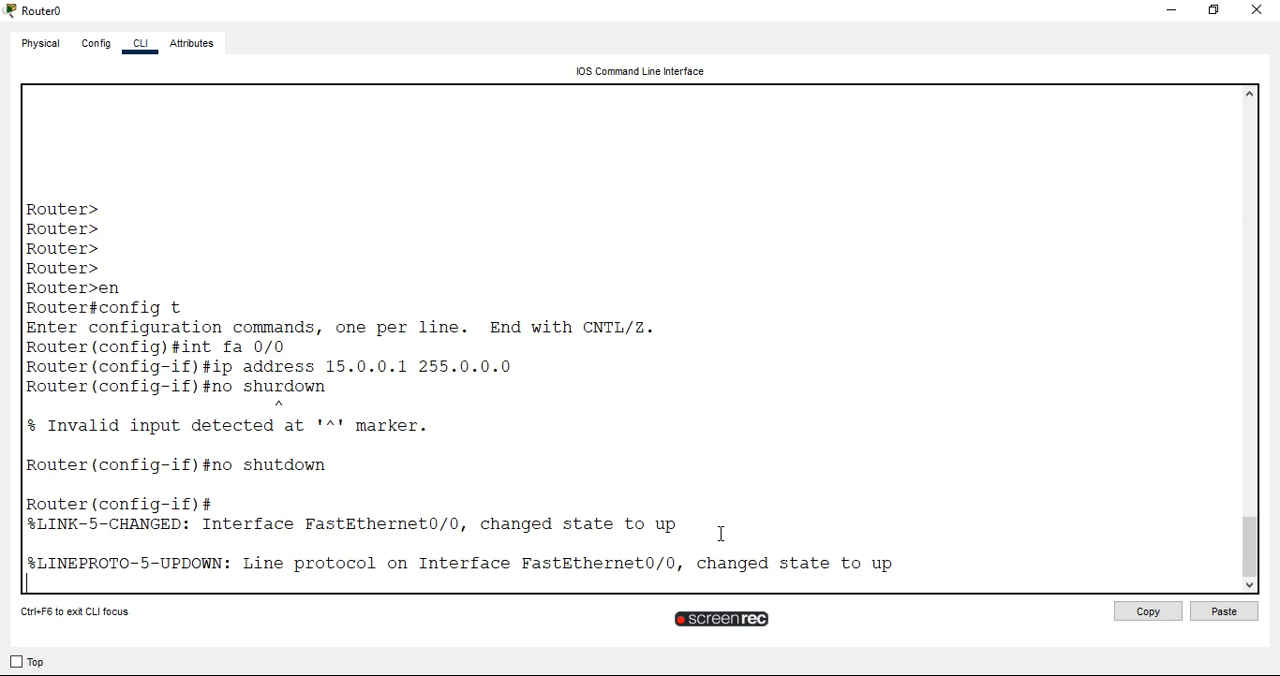 Router0
Physical Config CLI Attributes
IOS Command Line Interface
Router>
Router>
Router>
Router>
Router>en
Router#config t
Enter configuration commands, one per line.  End with CNTL/Z.
Router(config)#int fa 0/0
Router(config-if)#ip address 15.0.0.1 255.0.0.0
Router(config-if)#no shurdown
^
% Invalid input detected at '^' marker.
Router(config-if)#no shutdown
Router(config-if)#
%LINK-5-CHANGED: Interface FastEthernet0/0, changed state to up
%LINEPROTO-5-UPDOWN: Line protocol on Interface FastEthernet0/0, changed state to up
Ctrl+F6 to exit CLI focus
screenrec
Copy Paste
Top